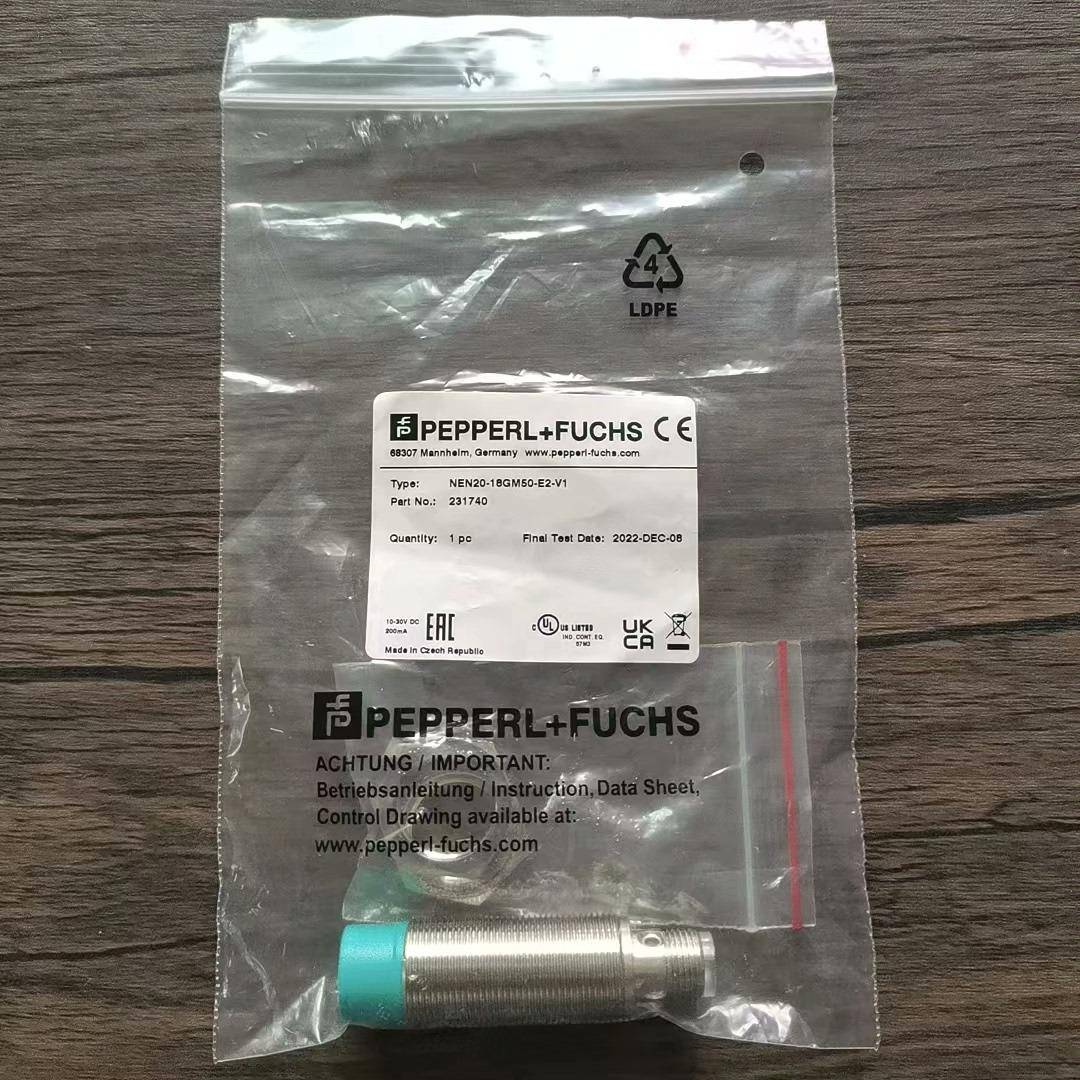 4
LDPE
PEPPERL+FUCHS CE
68307 Mannheim, Germany www.pepperl-fuchs.com
Type: NEN20-18GM50-E2-V1
Part No.: 231740
Quantity: 1 pc Final Test Date: 2022-DEC-08
10-30V DC
200mA
EAC
C UL US LISTED
IND. CONT. EQ.
57M3
UK
CA
Made in Czech Republic
PEPPERL+FUCHS
ACHTUNG / IMPORTANT:
Betriebsanleitung / Instruction, Data Sheet,
Control Drawing available at:
www.pepperl-fuchs.com